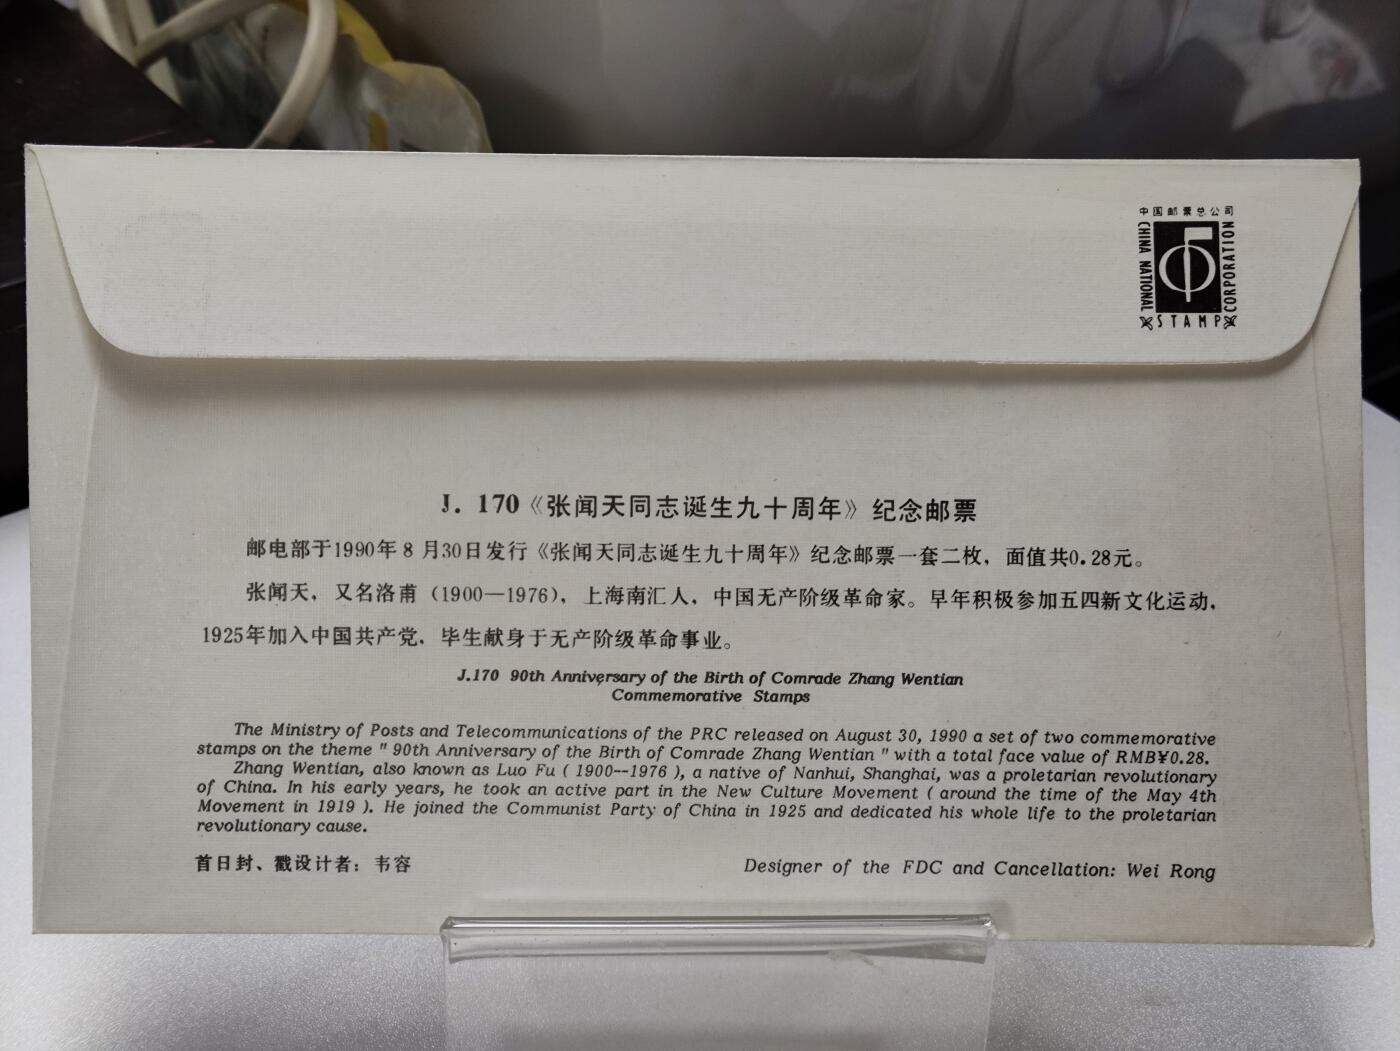 中国邮票总公司
CHINA NATIONAL
STAMP
CORPORATION
J. 170《张闻天同志诞生九十周年》纪念邮票
邮电部于1990年8月30日发行《张闻天同志诞生九十周年》纪念邮票一套二枚，面值共0.28元。
张闻天，又名洛甫（1900—1976），上海南汇人，中国无产阶级革命家。早年积极参加五四新文化运动，
1925年加入中国共产党，毕生献身于无产阶级革命事业。
J.170 90th Anniversary of the Birth of Comrade Zhang Wentian
Commemorative Stamps
The Ministry of Posts and Telecommunications of the PRC released on August 30, 1990 a set of two commemorative
stamps on the theme " 90th Anniversary of the Birth of Comrade Zhang Wentian " with a total face value of RMB¥0.28.
Zhang Wentian, also known as Luo Fu ( 1900--1976 ), a native of Nanhui, Shanghai, was a proletarian revolutionary
of China. In his early years, he took an active part in the New Culture Movement ( around the time of the May 4th
Movement in 1919 ). He joined the Communist Party of China in 1925 and dedicated his whole life to the proletarian
revolutionary cause.
首日封、戳设计者：韦容
Designer of the FDC and Cancellation: Wei Rong